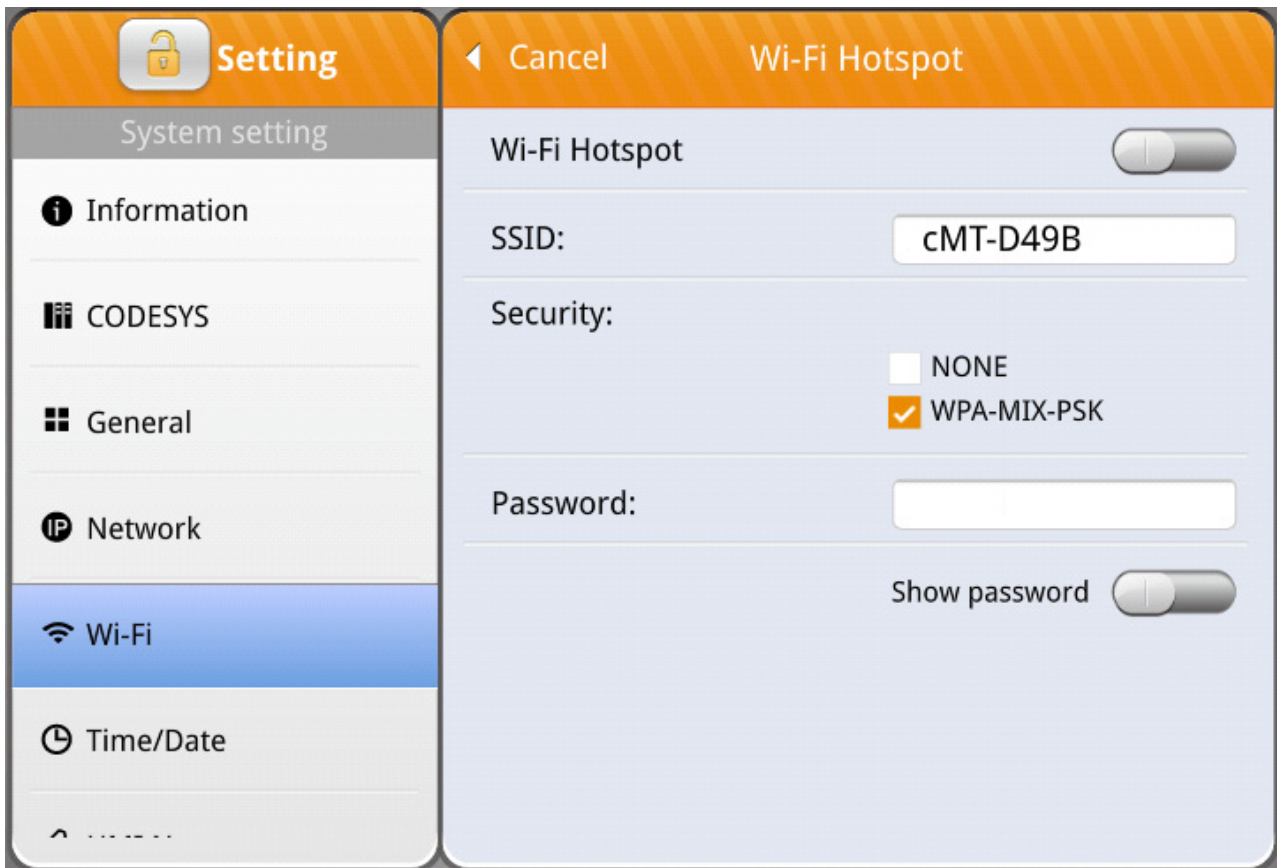 Setting
System setting
Information
CODESYS
General
Network
Wi-Fi
Time/Date
Cancel
Wi-Fi Hotspot
Wi-Fi Hotspot
SSID:
cMT-D49B
Security:
NONE
WPA-MIX-PSK
Password:
Show password